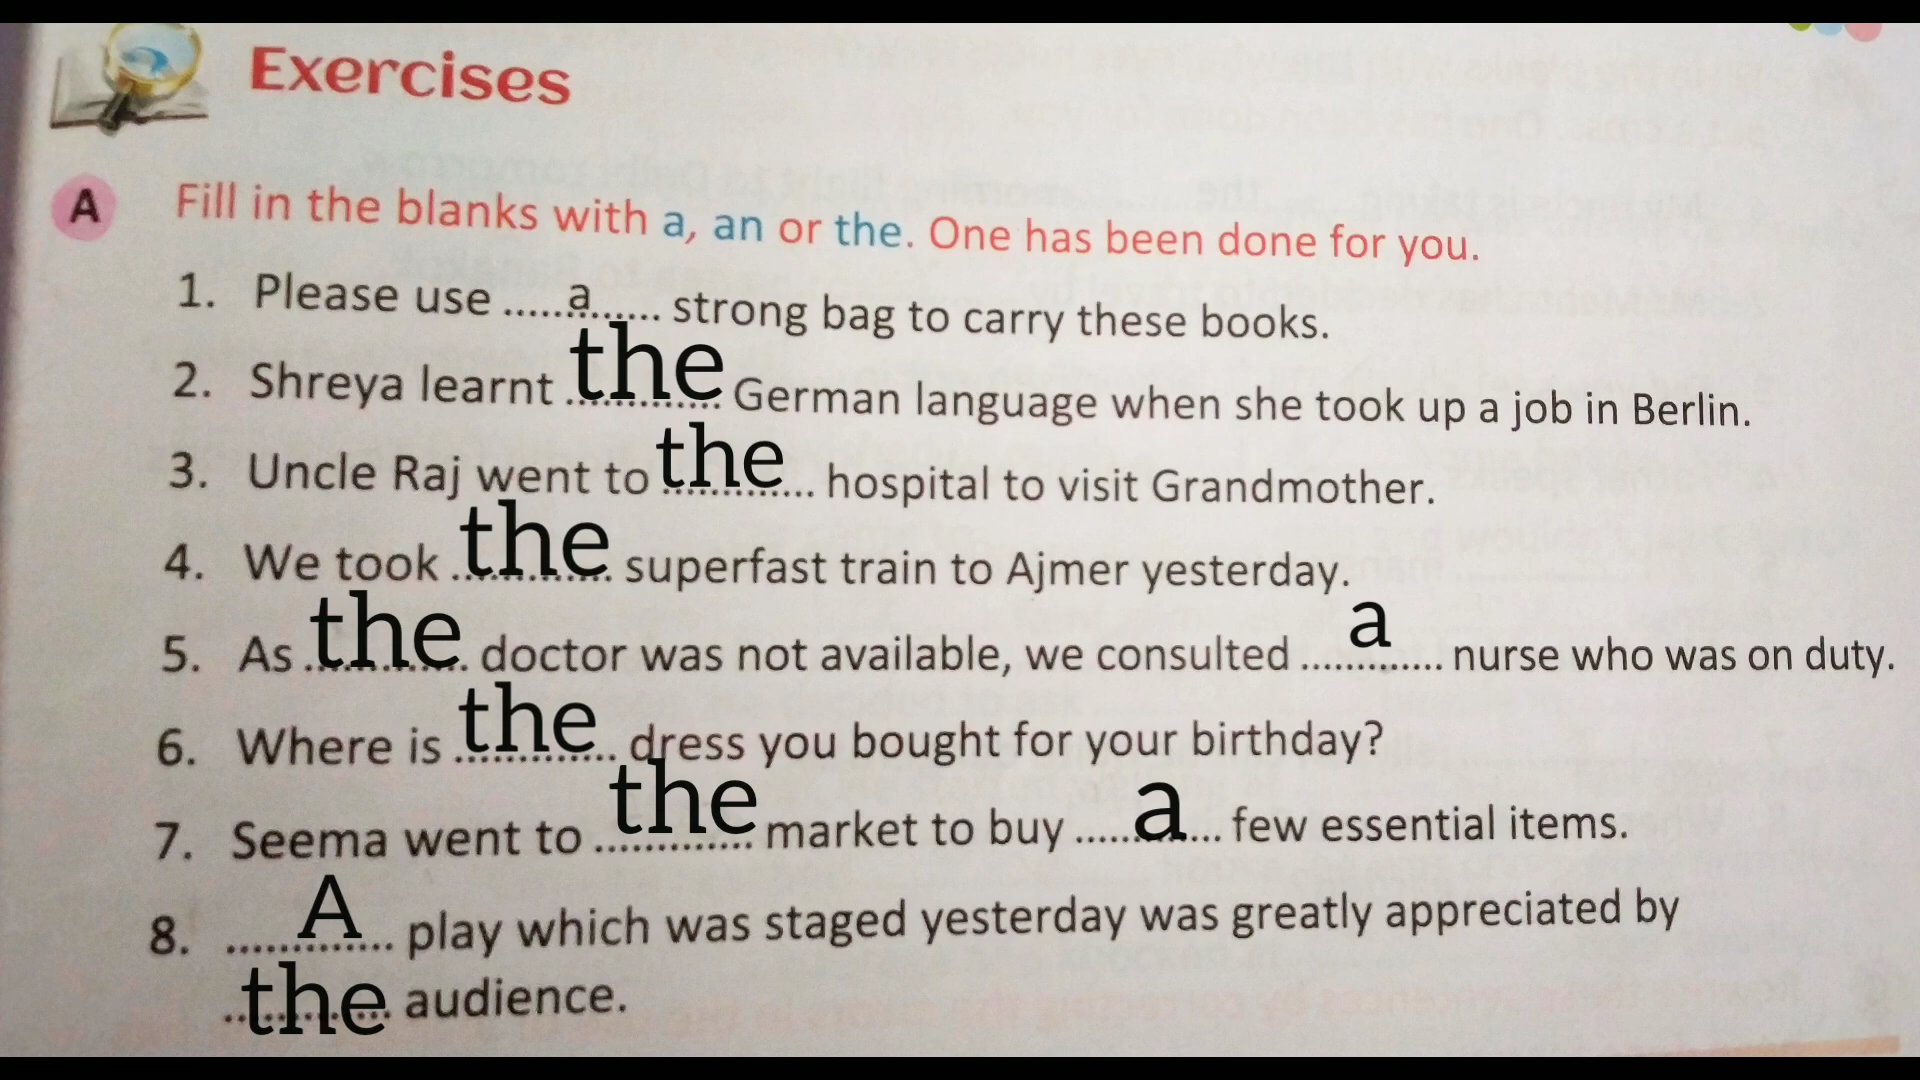 Exercises
A Fill in the blanks with a, an or the. One has been done for you.
1. Please use ......a...... strong bag to carry these books.
2. Shreya learnt the German language when she took up a job in Berlin.
3. Uncle Raj went to the hospital to visit Grandmother.
4. We took the superfast train to Ajmer yesterday.
5. As the doctor was not available, we consulted a nurse who was on duty.
6. Where is the dress you bought for your birthday?
7. Seema went to the market to buy a few essential items.
8. A play which was staged yesterday was greatly appreciated by
the audience.